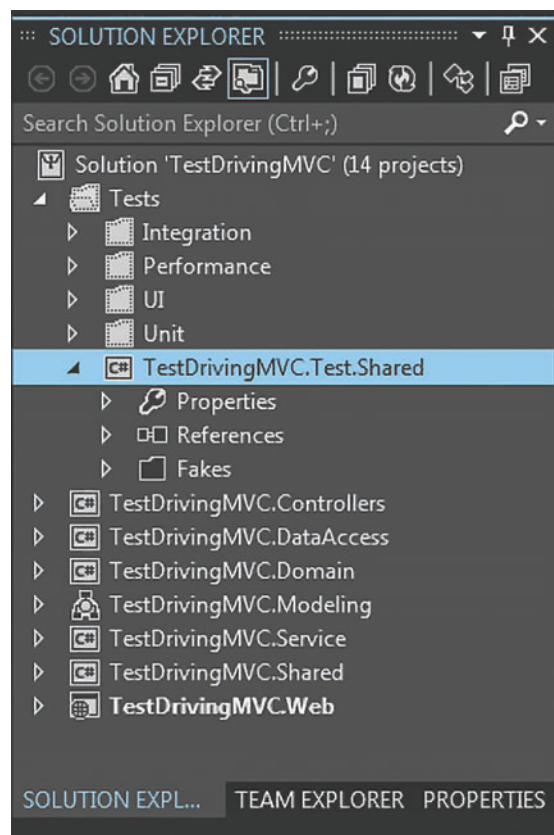 SOLUTION EXPLORER
Search Solution Explorer (Ctrl+;)
Solution 'TestDrivingMVC' (14 projects)
Tests
Integration
Performance
UI
Unit
C# TestDrivingMVC.Test.Shared
Properties
References
Fakes
C# TestDrivingMVC.Controllers
C# TestDrivingMVC.DataAccess
C# TestDrivingMVC.Domain
TestDrivingMVC.Modeling
C# TestDrivingMVC.Service
C# TestDrivingMVC.Shared
TestDrivingMVC.Web
SOLUTION EXPL... TEAM EXPLORER PROPERTIES